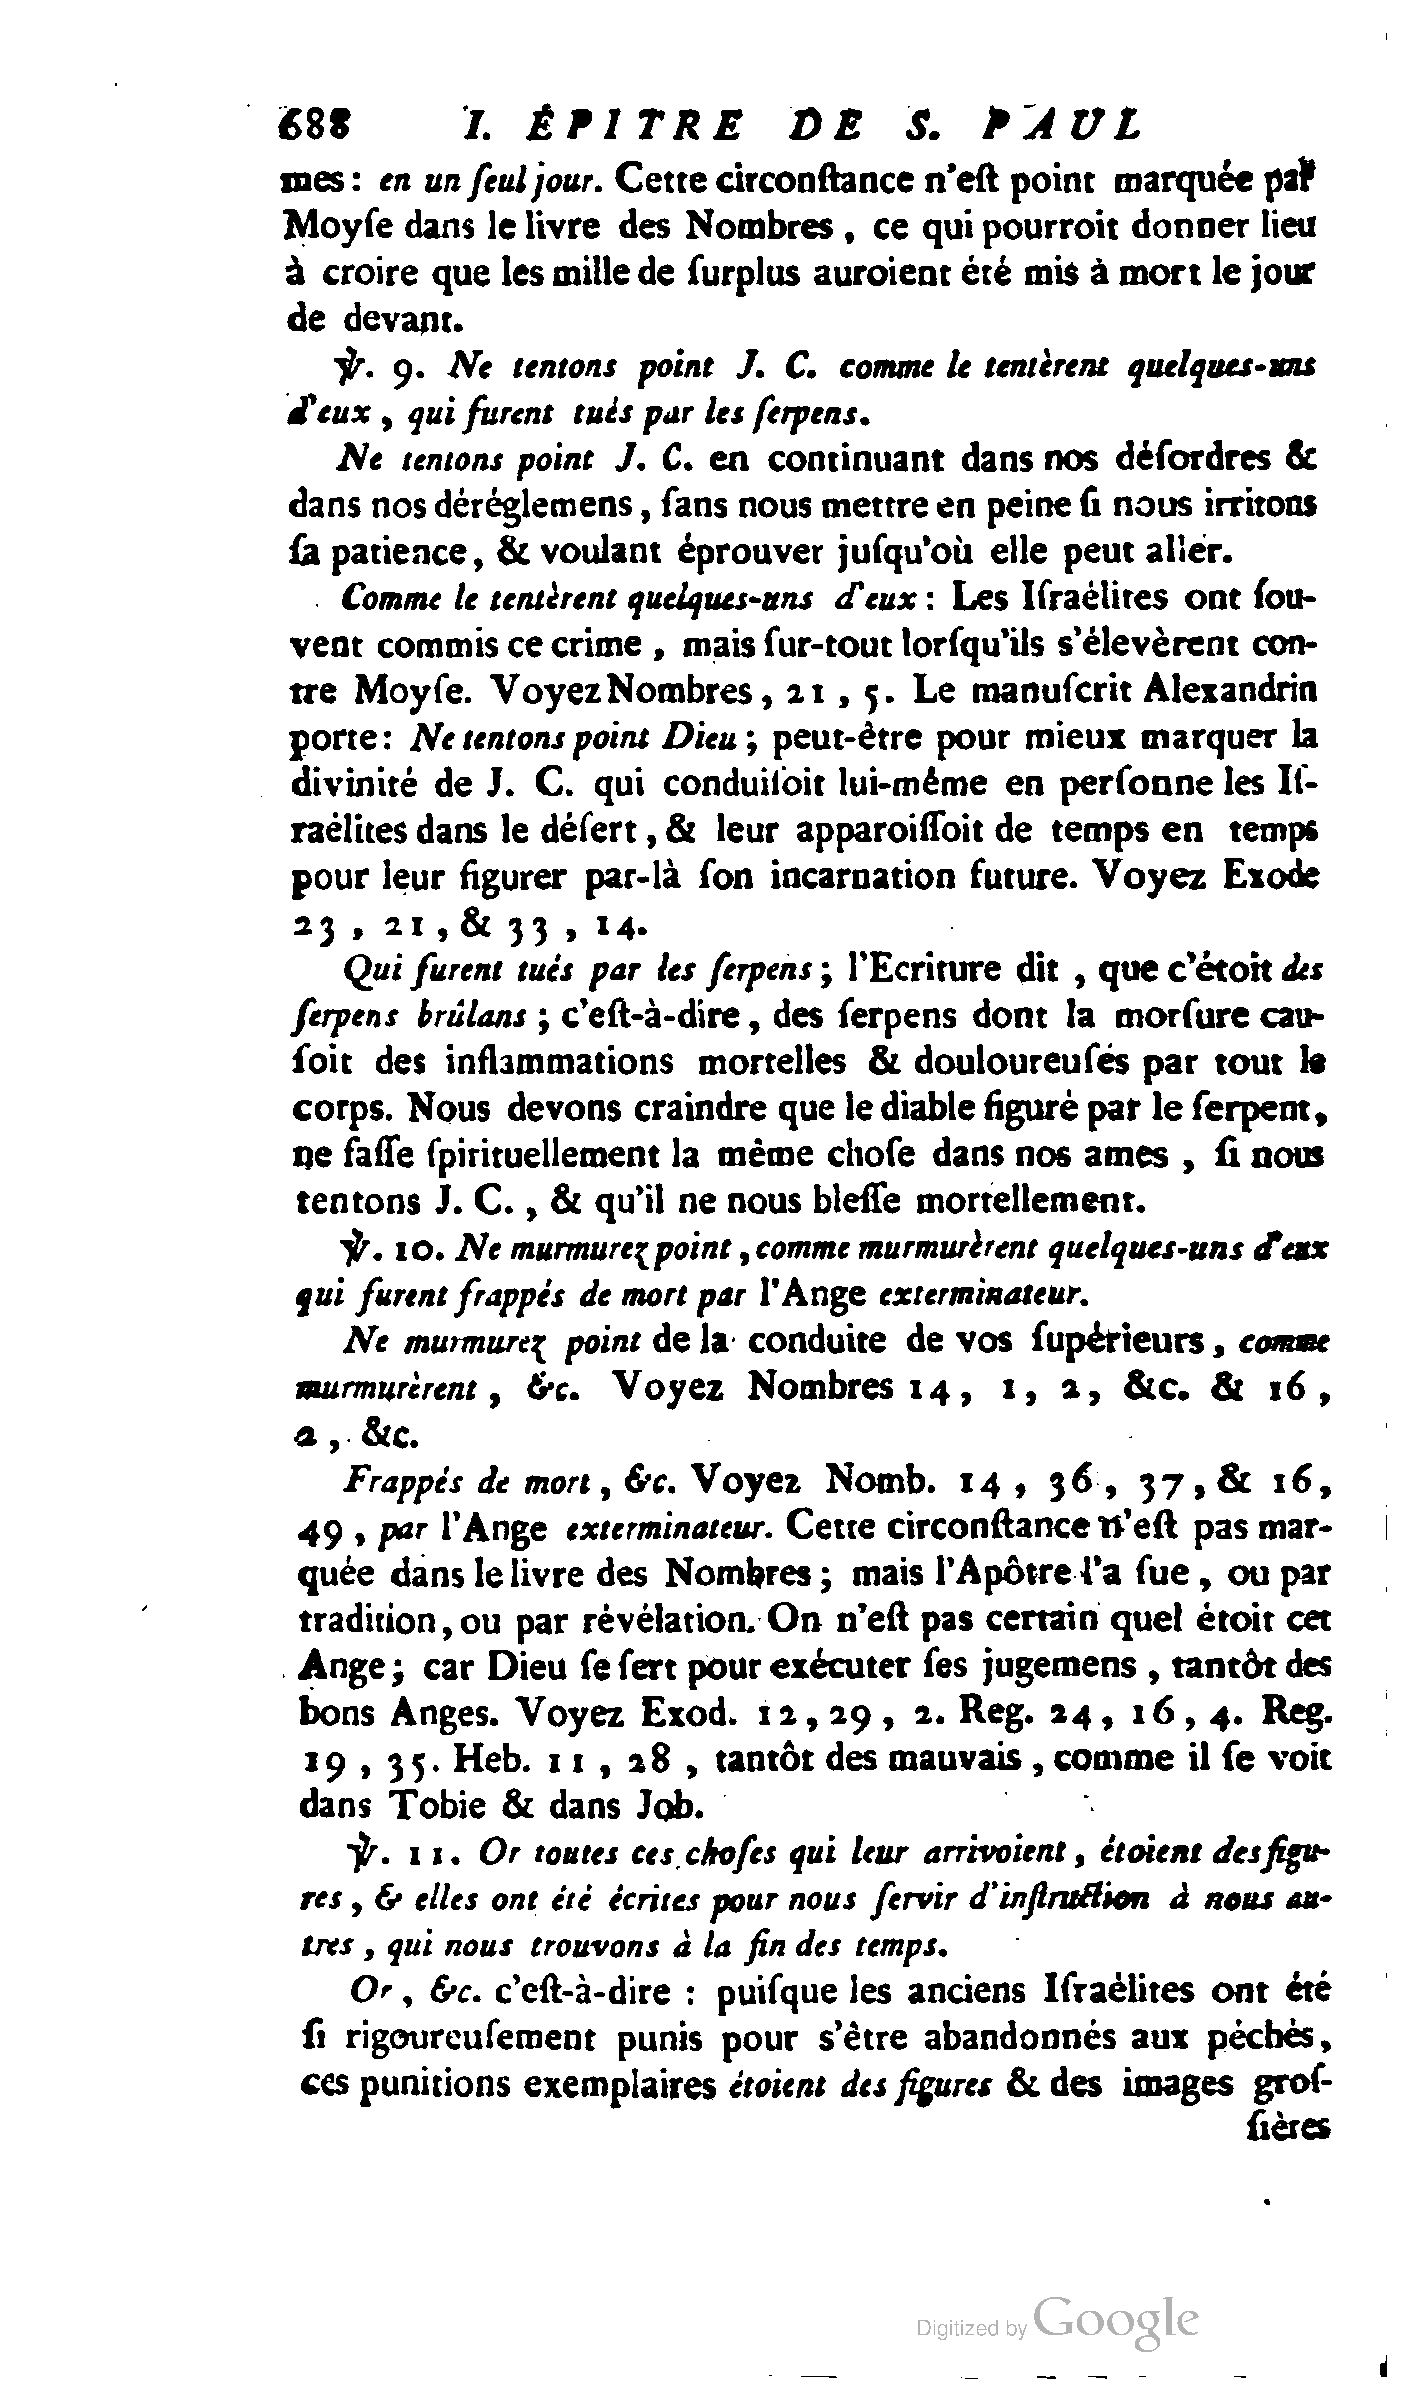 688 I. ÉPITRE DE S. PAUL
mes : en un ſeul jour. Cette circonſtance n'eſt point marquée par
Moyſe dans le livre des Nombres , ce qui pourroit donner lieu
à croire que les mille de ſurplus auroient été mis à mort le jour
de devant.
℣. 9. Ne tentons point J. C. comme le tentèrent quelques-uns
d'eux , qui furent tués par les ſerpens.
Ne tentons point J. C. en continuant dans nos déſordres &
dans nos déréglemens , ſans nous mettre en peine ſi nous irritons
ſa patience, & voulant éprouver juſqu'où elle peut aller.
Comme le tentèrent quelques-uns d'eux : Les Iſraélites ont ſou-
vent commis ce crime , mais ſur-tout lorſqu'ils s'élevèrent con-
tre Moyſe. Voyez Nombres , 21 , 5. Le manuſcrit Alexandrin
porte : Ne tentons point Dieu ; peut-être pour mieux marquer la
divinité de J. C. qui conduiſoit lui-même en perſonne les Iſ-
raélites dans le déſert , & leur apparoiſſoit de temps en temps
pour leur figurer par-là ſon incarnation future. Voyez Exode
23 , 21 , & 33 , 14.
Qui furent tués par les ſerpens ; l'Ecriture dit , que c'étoit des
ſerpens brûlans ; c'eſt-à-dire , des ſerpens dont la morſure cau-
ſoit des inflammations mortelles & douloureuſés par tout le
corps. Nous devons craindre que le diable figuré par le ſerpent,
ne faſſe ſpirituellement la même choſe dans nos ames , ſi nous
tentons J. C. , & qu'il ne nous bleſſe mortellement.
℣. 10. Ne murmurez point , comme murmurèrent quelques-uns d'eux
qui furent frappés de mort par l'Ange exterminateur.
Ne murmurez point de la conduite de vos ſupérieurs , comme
murmurèrent , &c. Voyez Nombres 14 , 1 , 2 , &c. & 16 ,
2 , &c.
Frappés de mort , &c. Voyez Nomb. 14 , 36 , 37 , & 16 ,
49 , par l'Ange exterminateur. Cette circonſtance n'eſt pas mar-
quée dans le livre des Nombres ; mais l'Apôtre l'a ſue , ou par
tradition, ou par révélation. On n'eſt pas certain quel étoit cet
Ange ; car Dieu ſe ſert pour exécuter ſes jugemens , tantôt des
bons Anges. Voyez Exod. 12 , 29 , 2. Reg. 24 , 16 , 4. Reg.
19 , 35. Heb. 11 , 28 , tantôt des mauvais , comme il ſe voit
dans Tobie & dans Job.
℣. 11. Or toutes ces choſes qui leur arrivoient , étoient des figu-
res , & elles ont été écrites pour nous ſervir d'inſtruction à nous au-
tres , qui nous trouvons à la fin des temps.
Or , &c. c'eſt-à-dire : puiſque les anciens Iſraélites ont été
ſi rigoureuſement punis pour s'être abandonnés aux péchés,
ces punitions exemplaires étoient des figures & des images groſ-
ſières
Digitized by Google